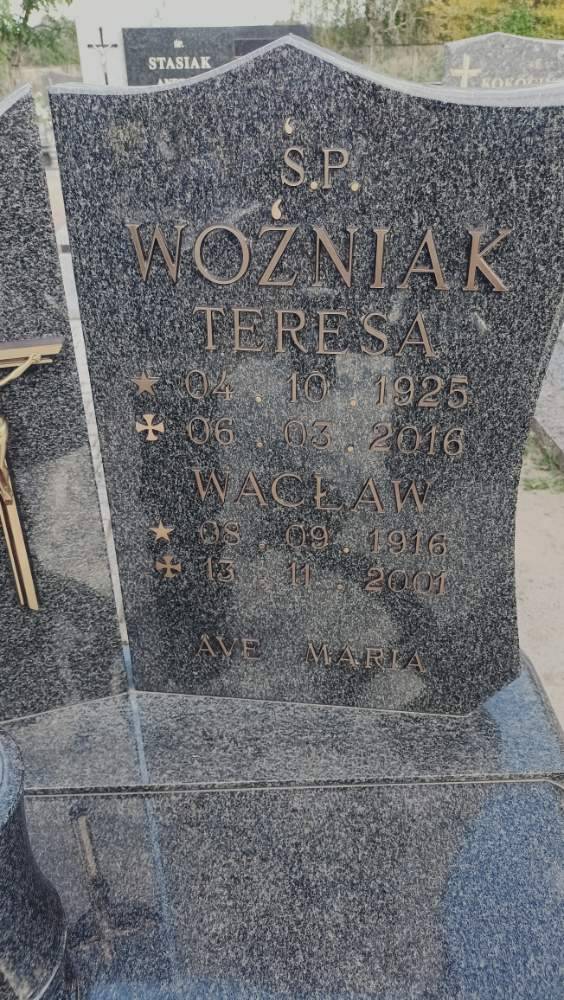 STASIAK
Ś.P.
WOŹNIAK
TERESA
04 . 10 . 1925
06 . 03 . 2016
WACŁAW
08 . 09 . 1916
13 . 11 . 2001
AVE MARIA